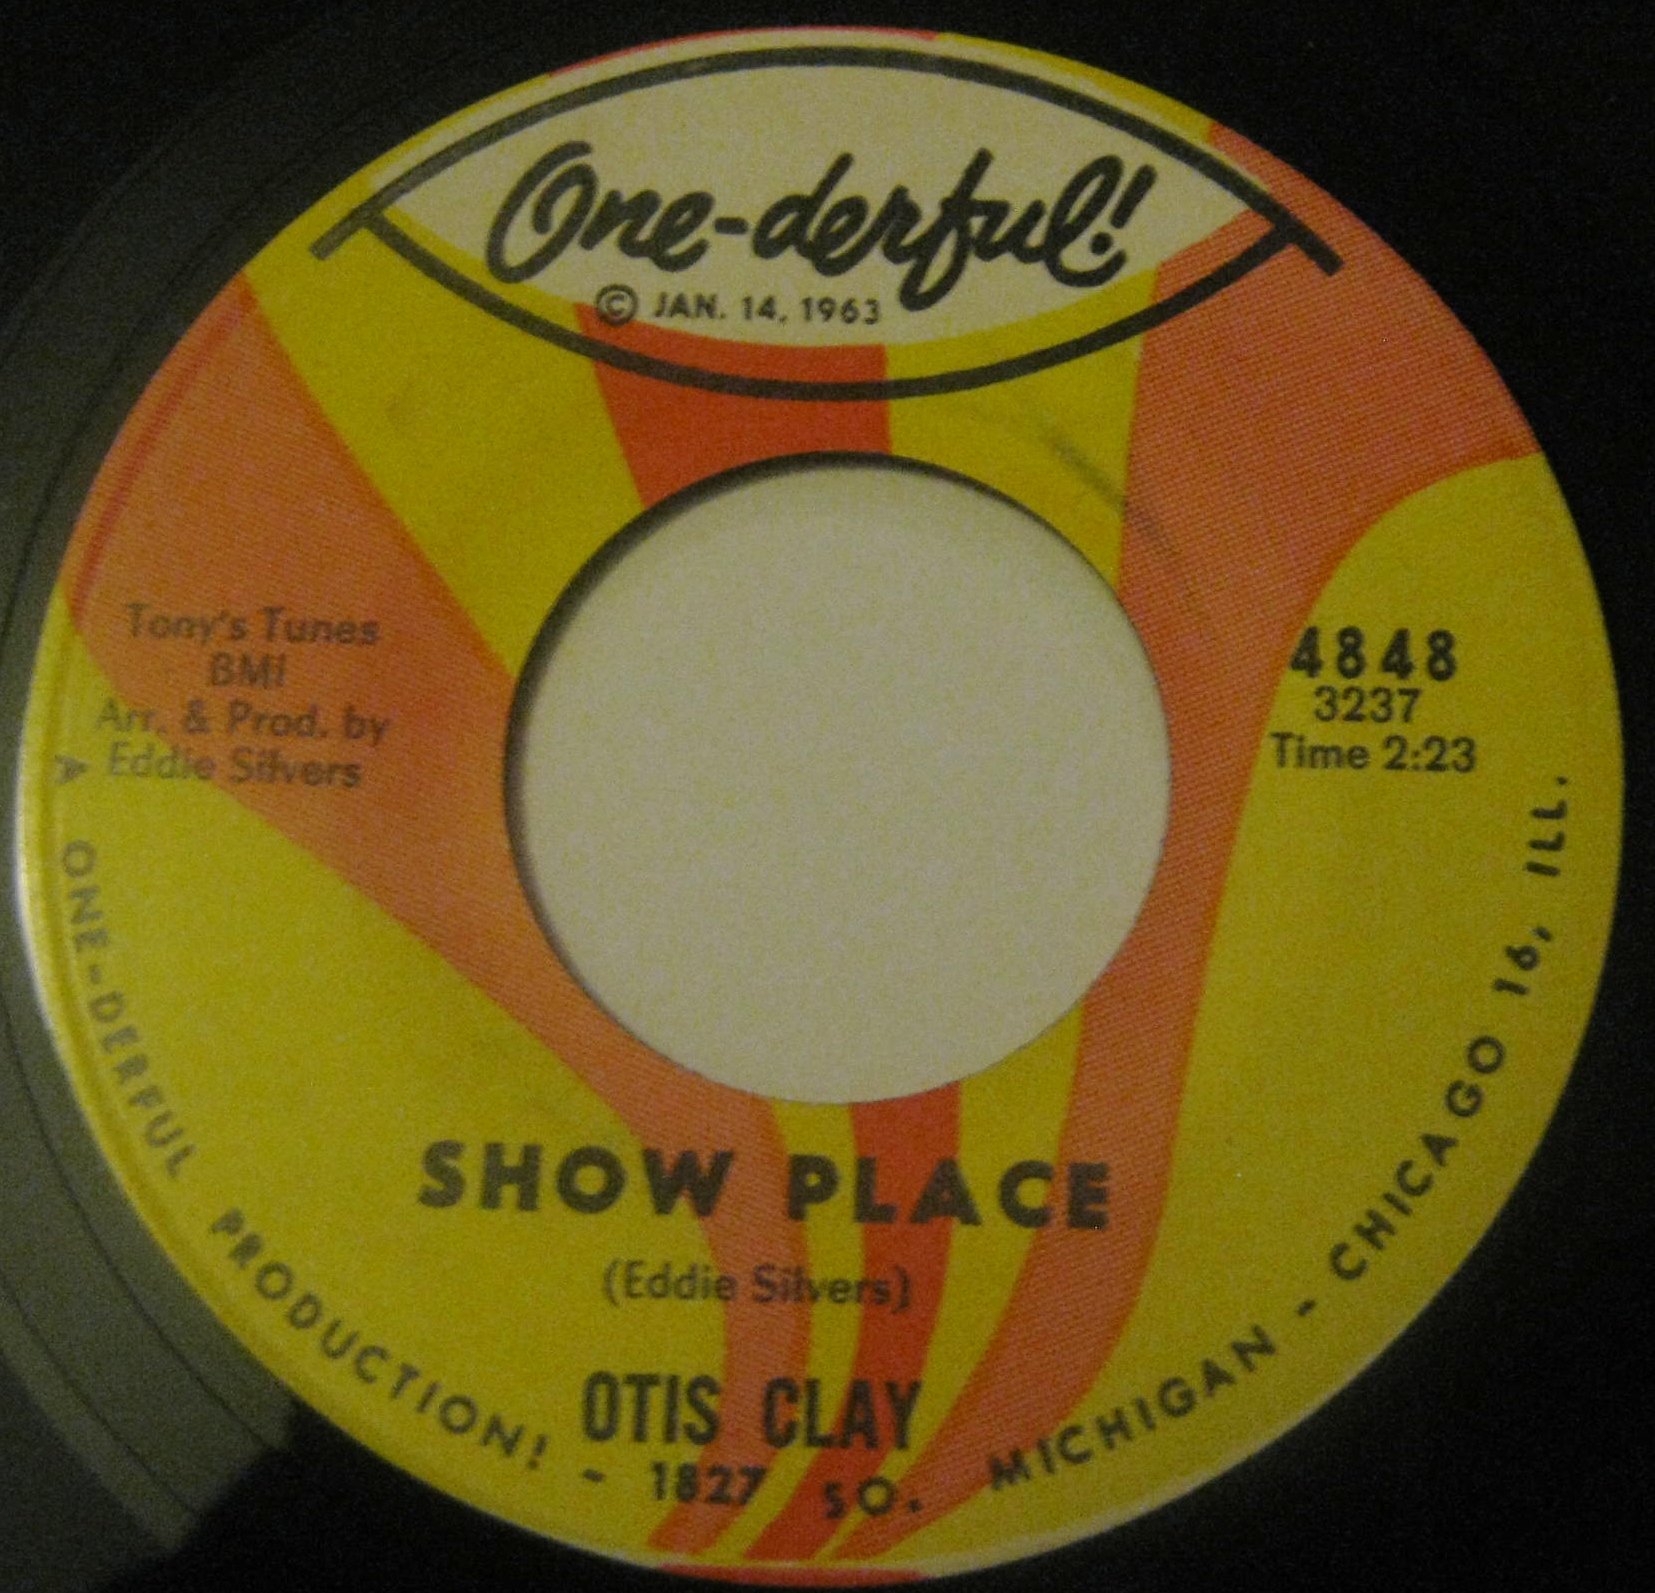 One-derful!
© JAN. 14, 1963
Tony's Tunes
BMI
Arr. & Prod. by
Eddie Silvers
4848
3237
Time 2:23
SHOW PLACE
(Eddie Silvers)
OTIS CLAY
A ONE-DERFUL PRODUCTION! - 1827 SO. MICHIGAN - CHICAGO 16, ILL.